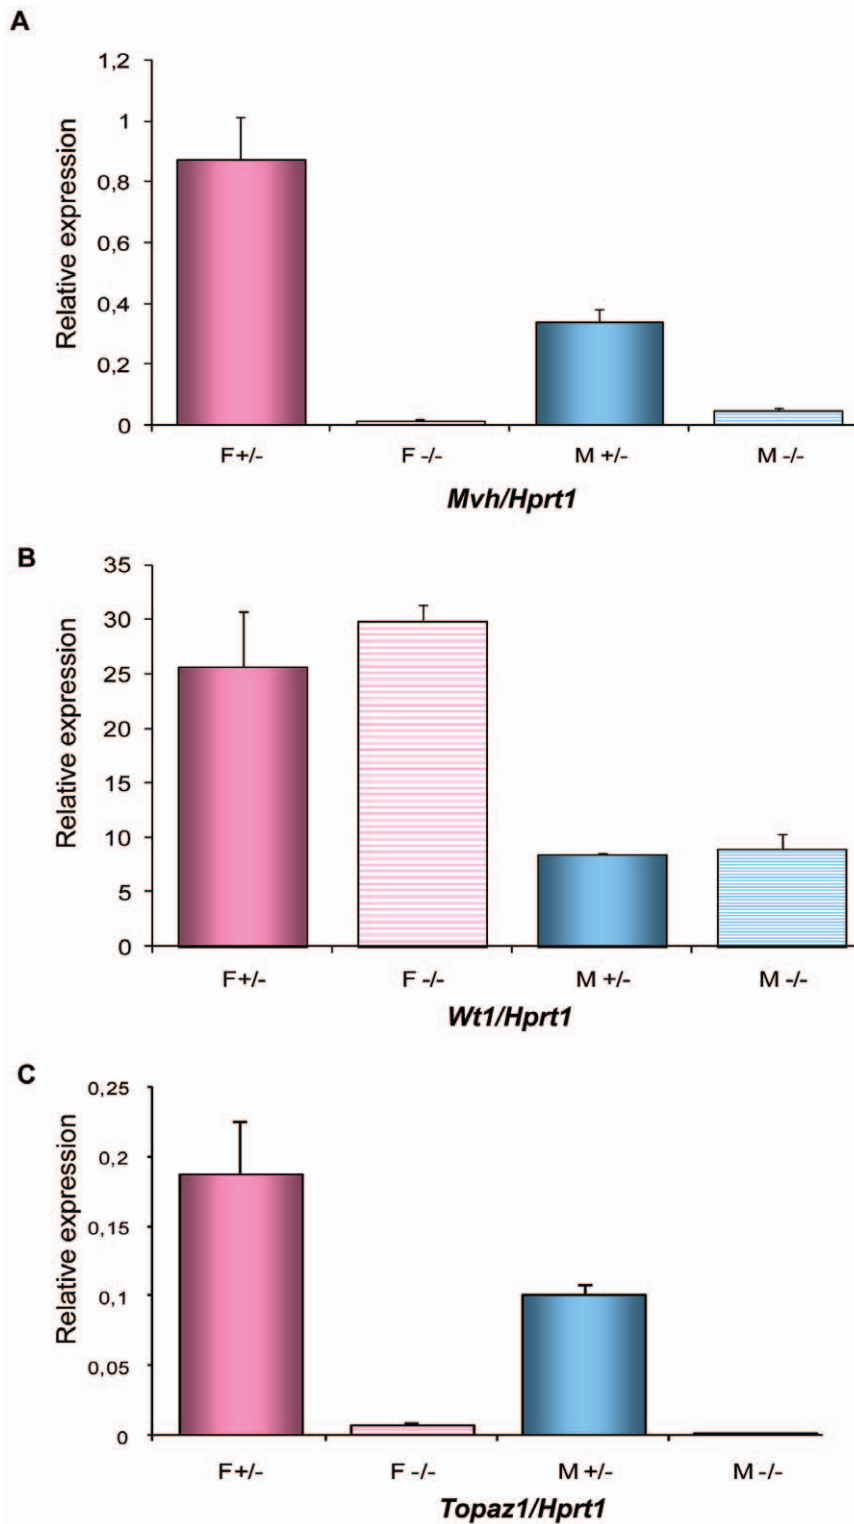 A
Relative expression
1,2
1
0,8
0,6
0,4
0,2
0
F+/- F -/- M +/- M -/-
Mvh/Hprt1
B
Relative expression
35
30
25
20
15
10
5
0
F+/- F -/- M +/- M -/-
Wt1/Hprt1
C
Relative expression
0,25
0,2
0,15
0,1
0,05
0
F+/- F -/- M +/- M -/-
Topaz1/Hprt1